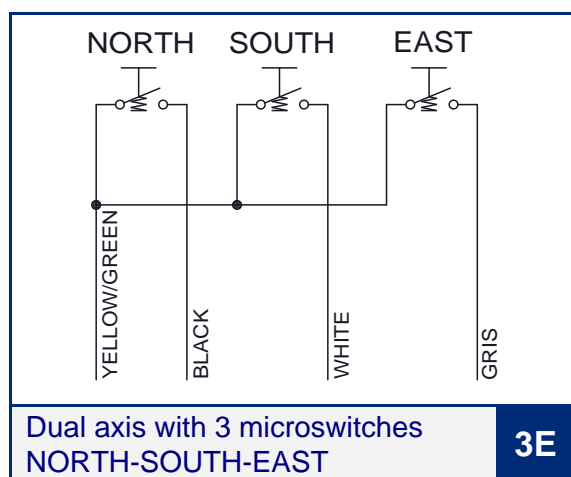 NORTH SOUTH EAST
YELLOW/GREEN
BLACK
WHITE
GRIS
Dual axis with 3 microswitches
NORTH-SOUTH-EAST
3E